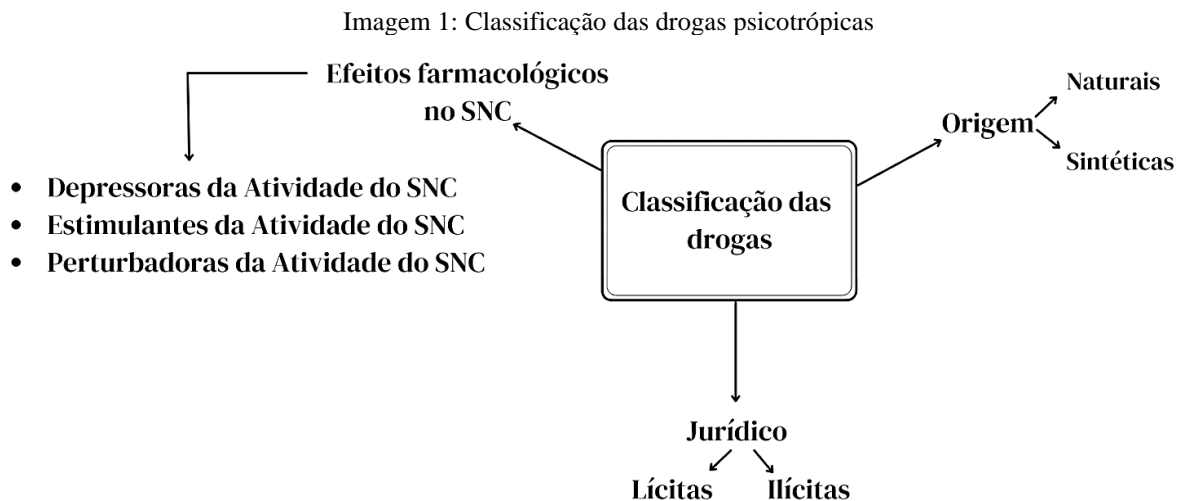 Imagem 1: Classificação das drogas psicotrópicas
Efeitos farmacológicos
no SNC
• Depressoras da Atividade do SNC
• Estimulantes da Atividade do SNC
• Perturbadoras da Atividade do SNC
Classificação das
drogas
Origem
Naturais
Sintéticas
Jurídico
Lícitas
Ilícitas